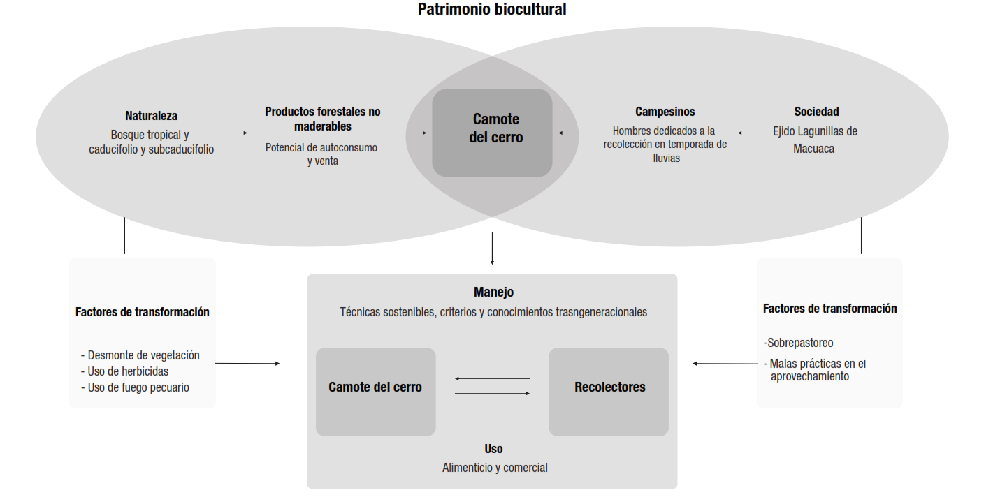 Patrimonio biocultural
Naturaleza
Bosque tropical y
caducifolio y subcaducifolio
Productos forestales no
maderables
Potencial de autoconsumo
y venta
Camote
del cerro
Campesinos
Hombres dedicados a la
recolección en temporada de
lluvias
Sociedad
Ejido Lagunillas de
Macuaca
Factores de transformación
- Desmonte de vegetación
- Uso de herbicidas
- Uso de fuego pecuario
Manejo
Técnicas sostenibles, criterios y conocimientos trasngeneracionales
Camote del cerro
Recolectores
Uso
Alimenticio y comercial
Factores de transformación
-Sobrepastoreo
- Malas prácticas en el
aprovechamiento